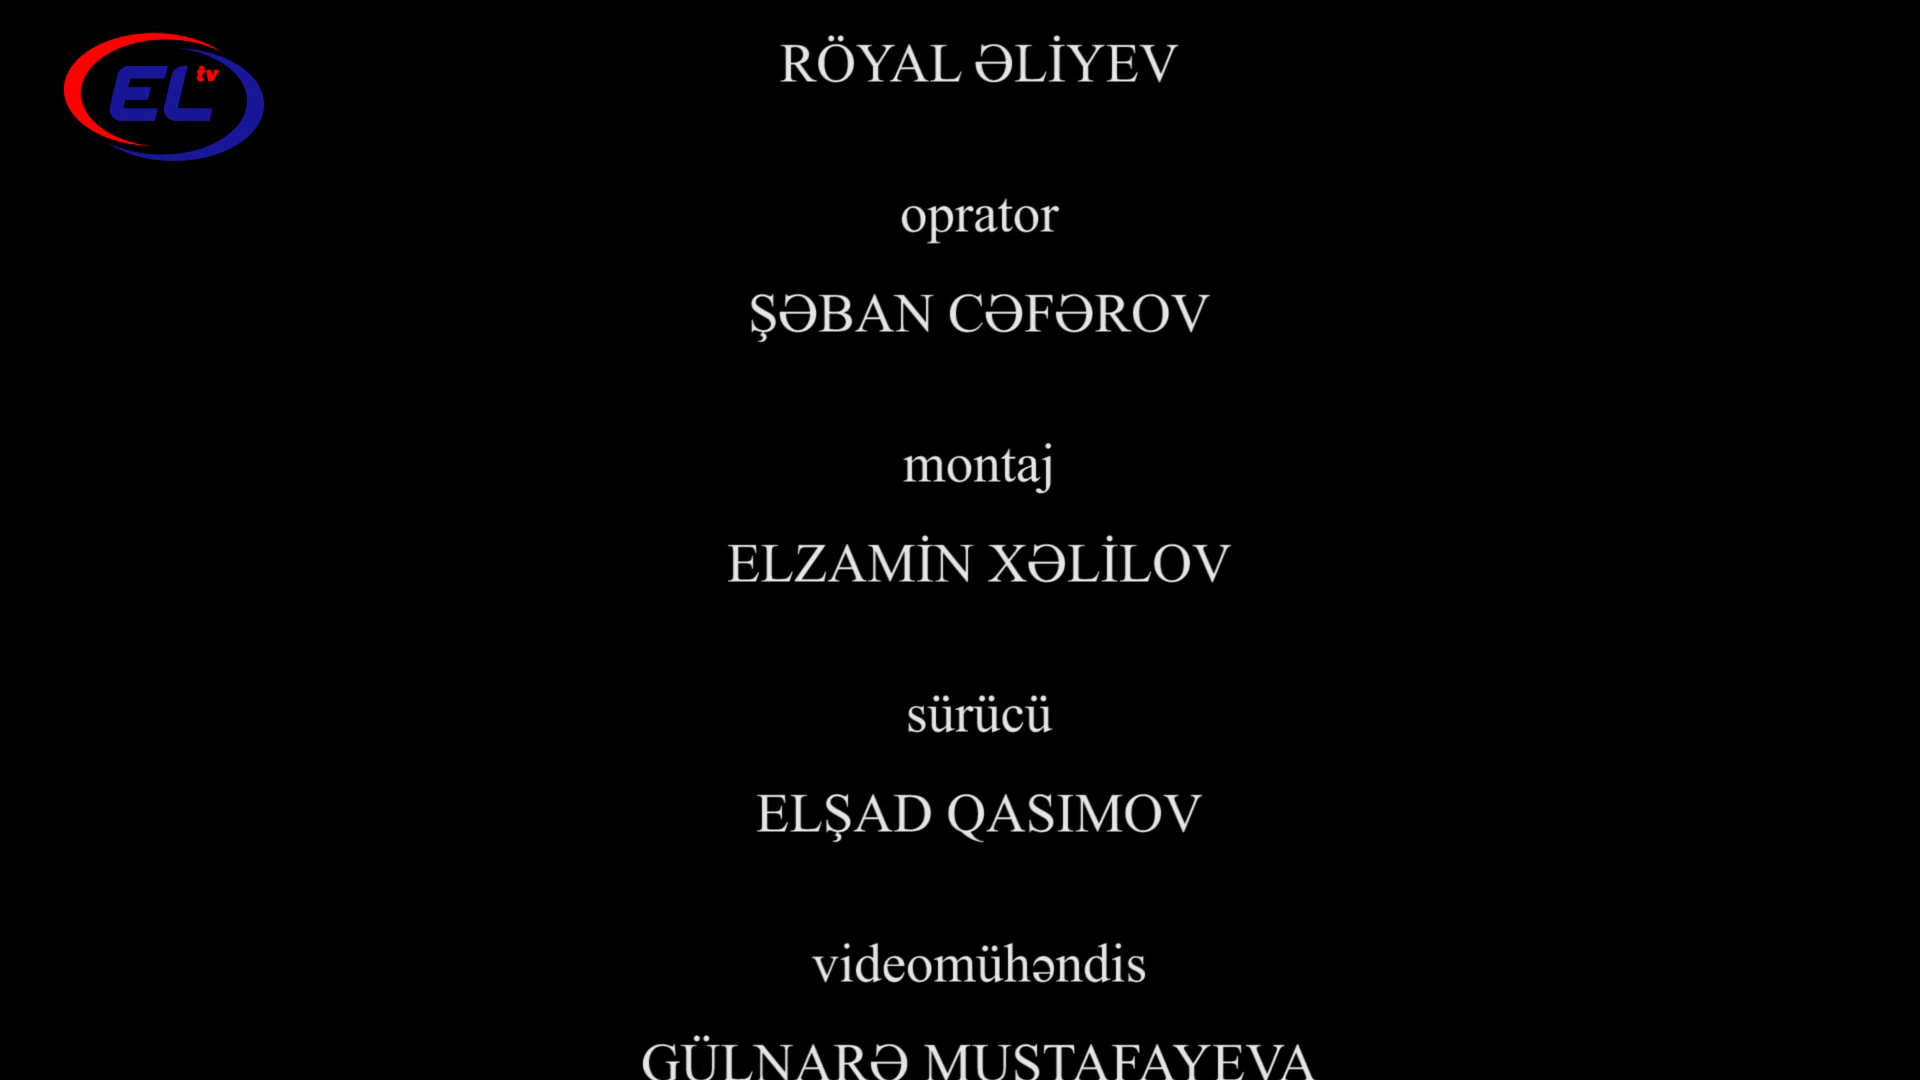 EL tv
RÖYAL ƏLİYEV
oprator
ŞƏBAN CƏFƏROV
montaj
ELZAMİN XƏLİLOV
sürücü
ELŞAD QASIMOV
videomühəndis
GÜLNARƏ MUSTAFAYEVA